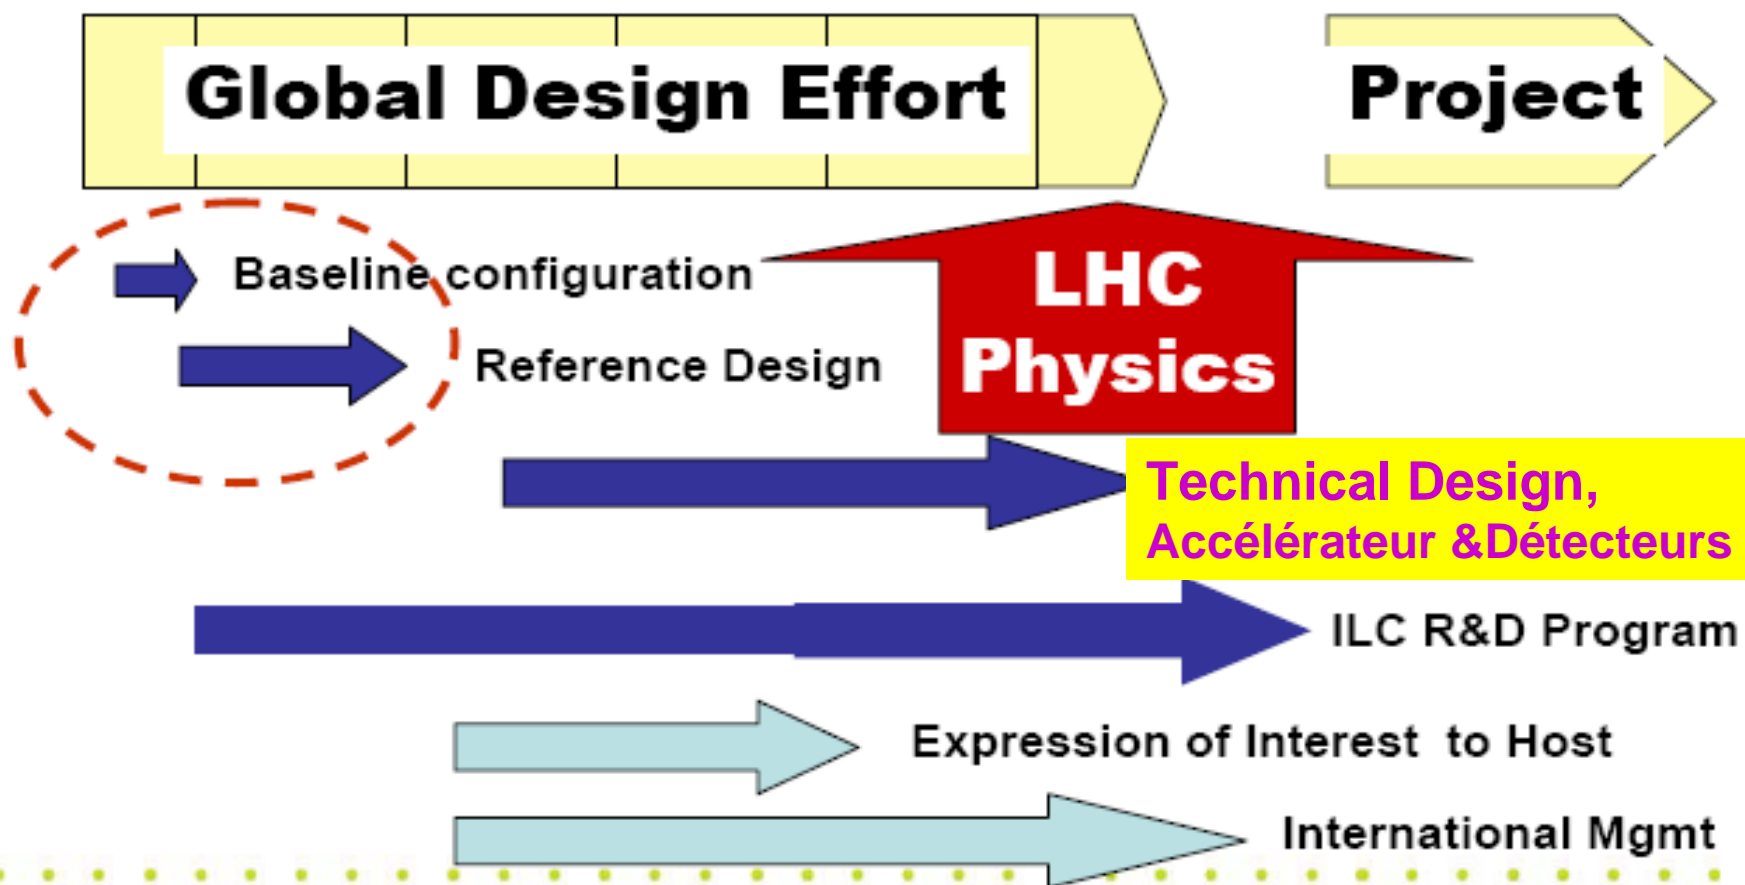 Global Design Effort
Project
Baseline configuration
LHC
Physics
Reference Design
Technical Design,
Accélérateur &Détecteurs
ILC R&D Program
Expression of Interest to Host
International Mgmt